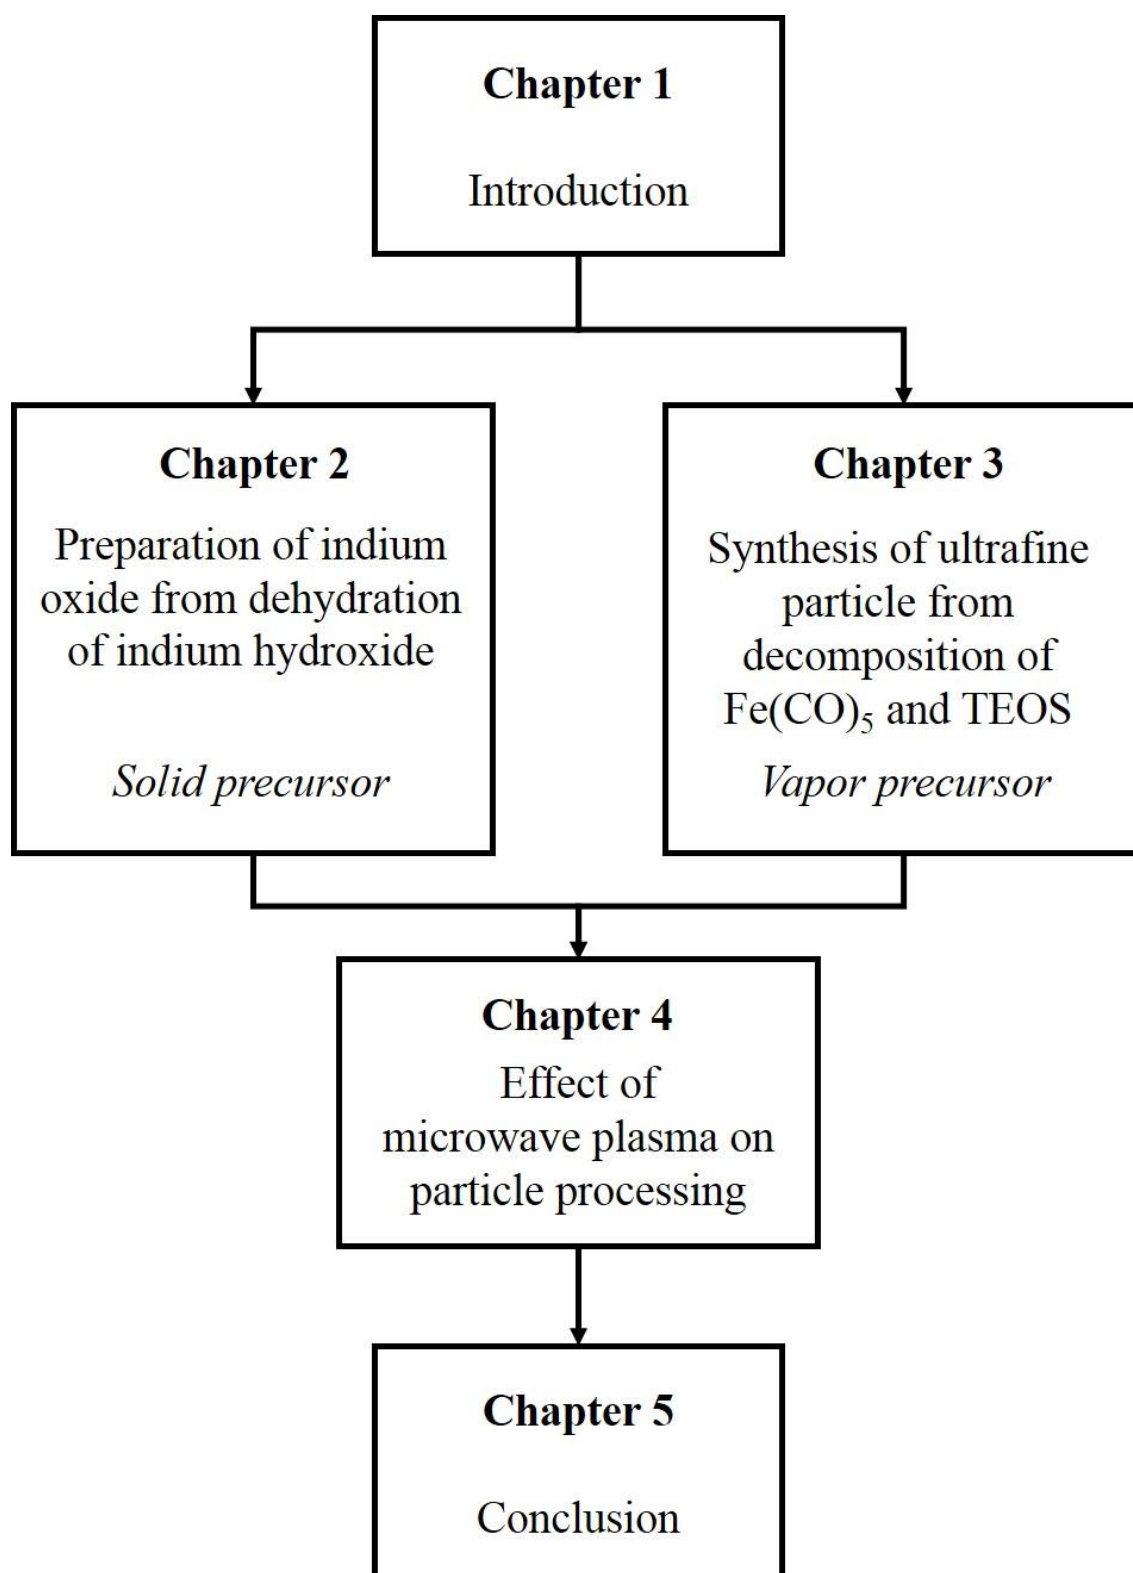 Chapter 1
Introduction
Chapter 2
Preparation of indium
oxide from dehydration
of indium hydroxide
Solid precursor
Chapter 3
Synthesis of ultrafine
particle from
decomposition of
Fe(CO)₅ and TEOS
Vapor precursor
Chapter 4
Effect of
microwave plasma on
particle processing
Chapter 5
Conclusion